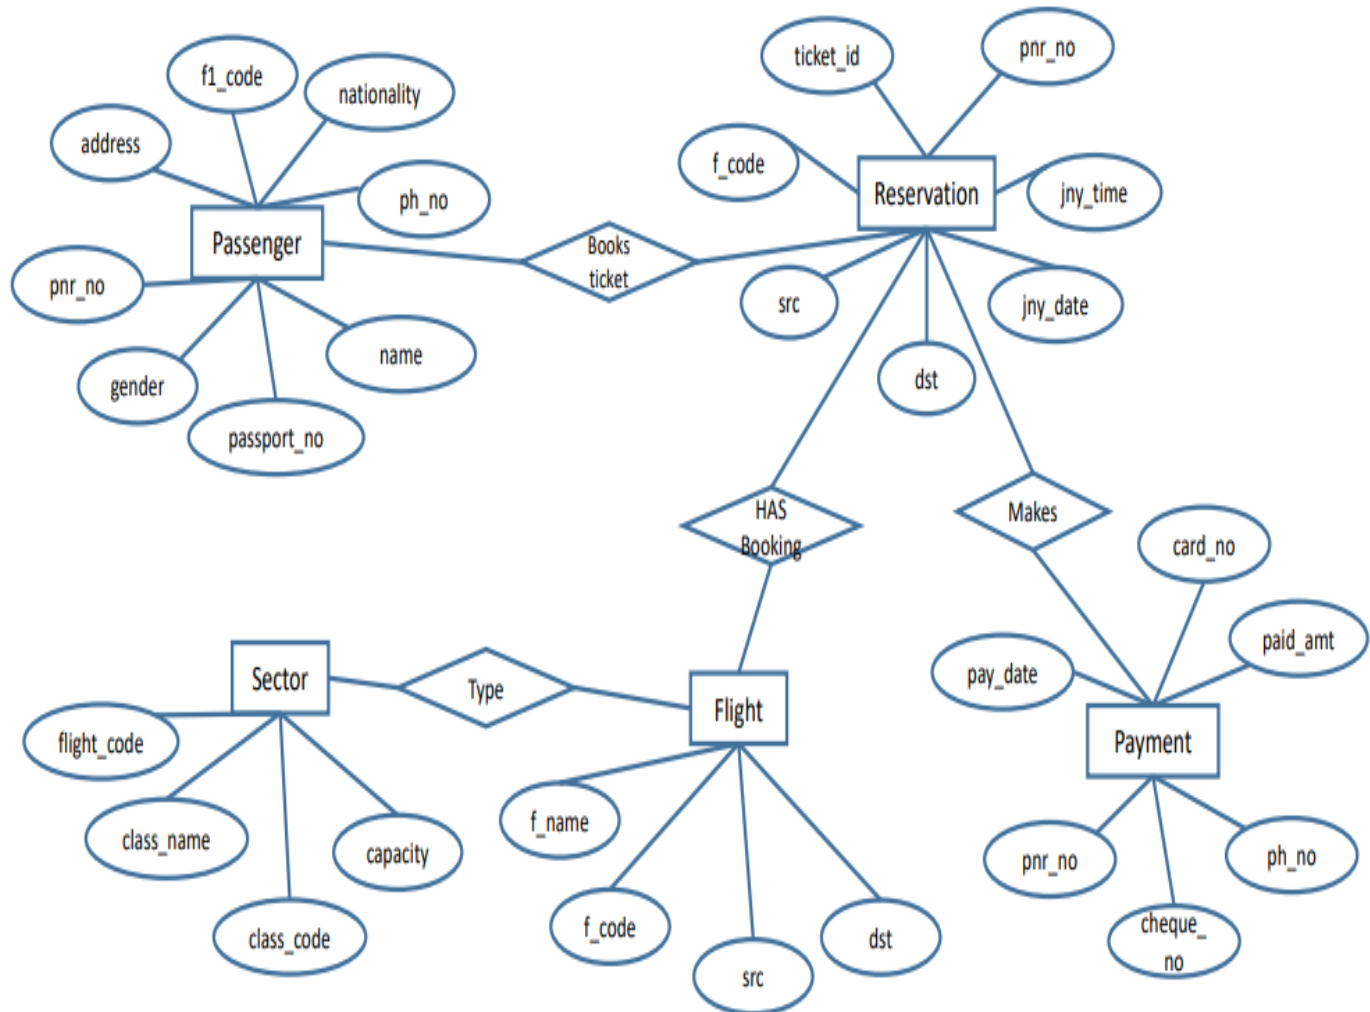 f1_code
nationality
address
ph_no
Passenger
pnr_no
name
gender
passport_no
Books
ticket
ticket_id
pnr_no
f_code
Reservation
jny_time
src
jny_date
dst
HAS
Booking
Makes
card_no
paid_amt
pay_date
Payment
pnr_no
ph_no
cheque_
no
Sector
Type
Flight
flight_code
class_name
capacity
class_code
f_name
f_code
src
dst